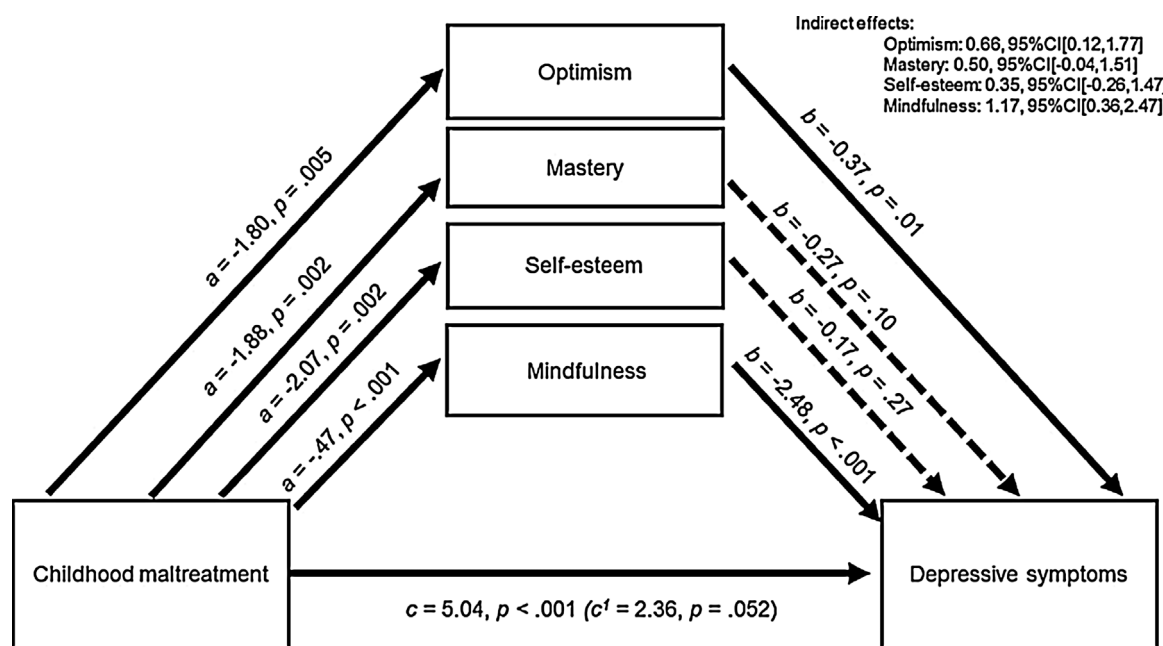 Indirect effects:
Optimism: 0.66, 95%CI[0.12,1.77]
Mastery: 0.50, 95%CI[-0.04,1.51]
Self-esteem: 0.35, 95%CI[-0.26,1.47]
Mindfulness: 1.17, 95%CI[0.36,2.47]
Optimism
Mastery
Self-esteem
Mindfulness
a = -1.80, p = .005
a = -1.88, p = .002
a = -2.07, p = .002
a = -.47, p < .001
b = -0.37, p = .01
b = -0.27, p = .10
b = -0.17, p = .27
b = -2.48, p <.001
Childhood maltreatment
Depressive symptoms
c = 5.04, p < .001 (c¹ = 2.36, p = .052)